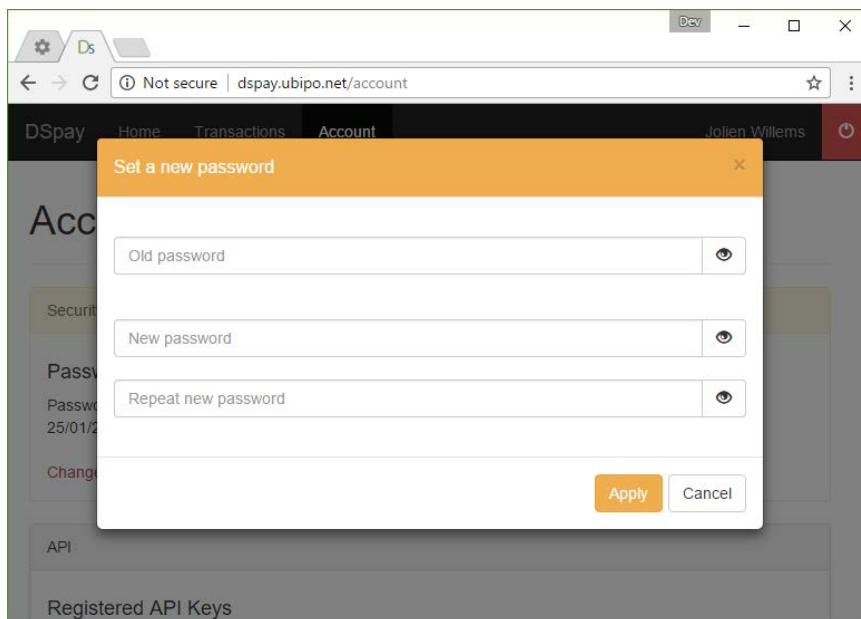 Dev
Ds
Not secure | dspay.ubipo.net/account
DSpay Home Transactions Account Jolien Willems
Set a new password ×
Acc
Old password
Securit
New password
Passw
Repeat new password
Passwo
25/01/2
Change
Apply Cancel
API
Registered API Keys